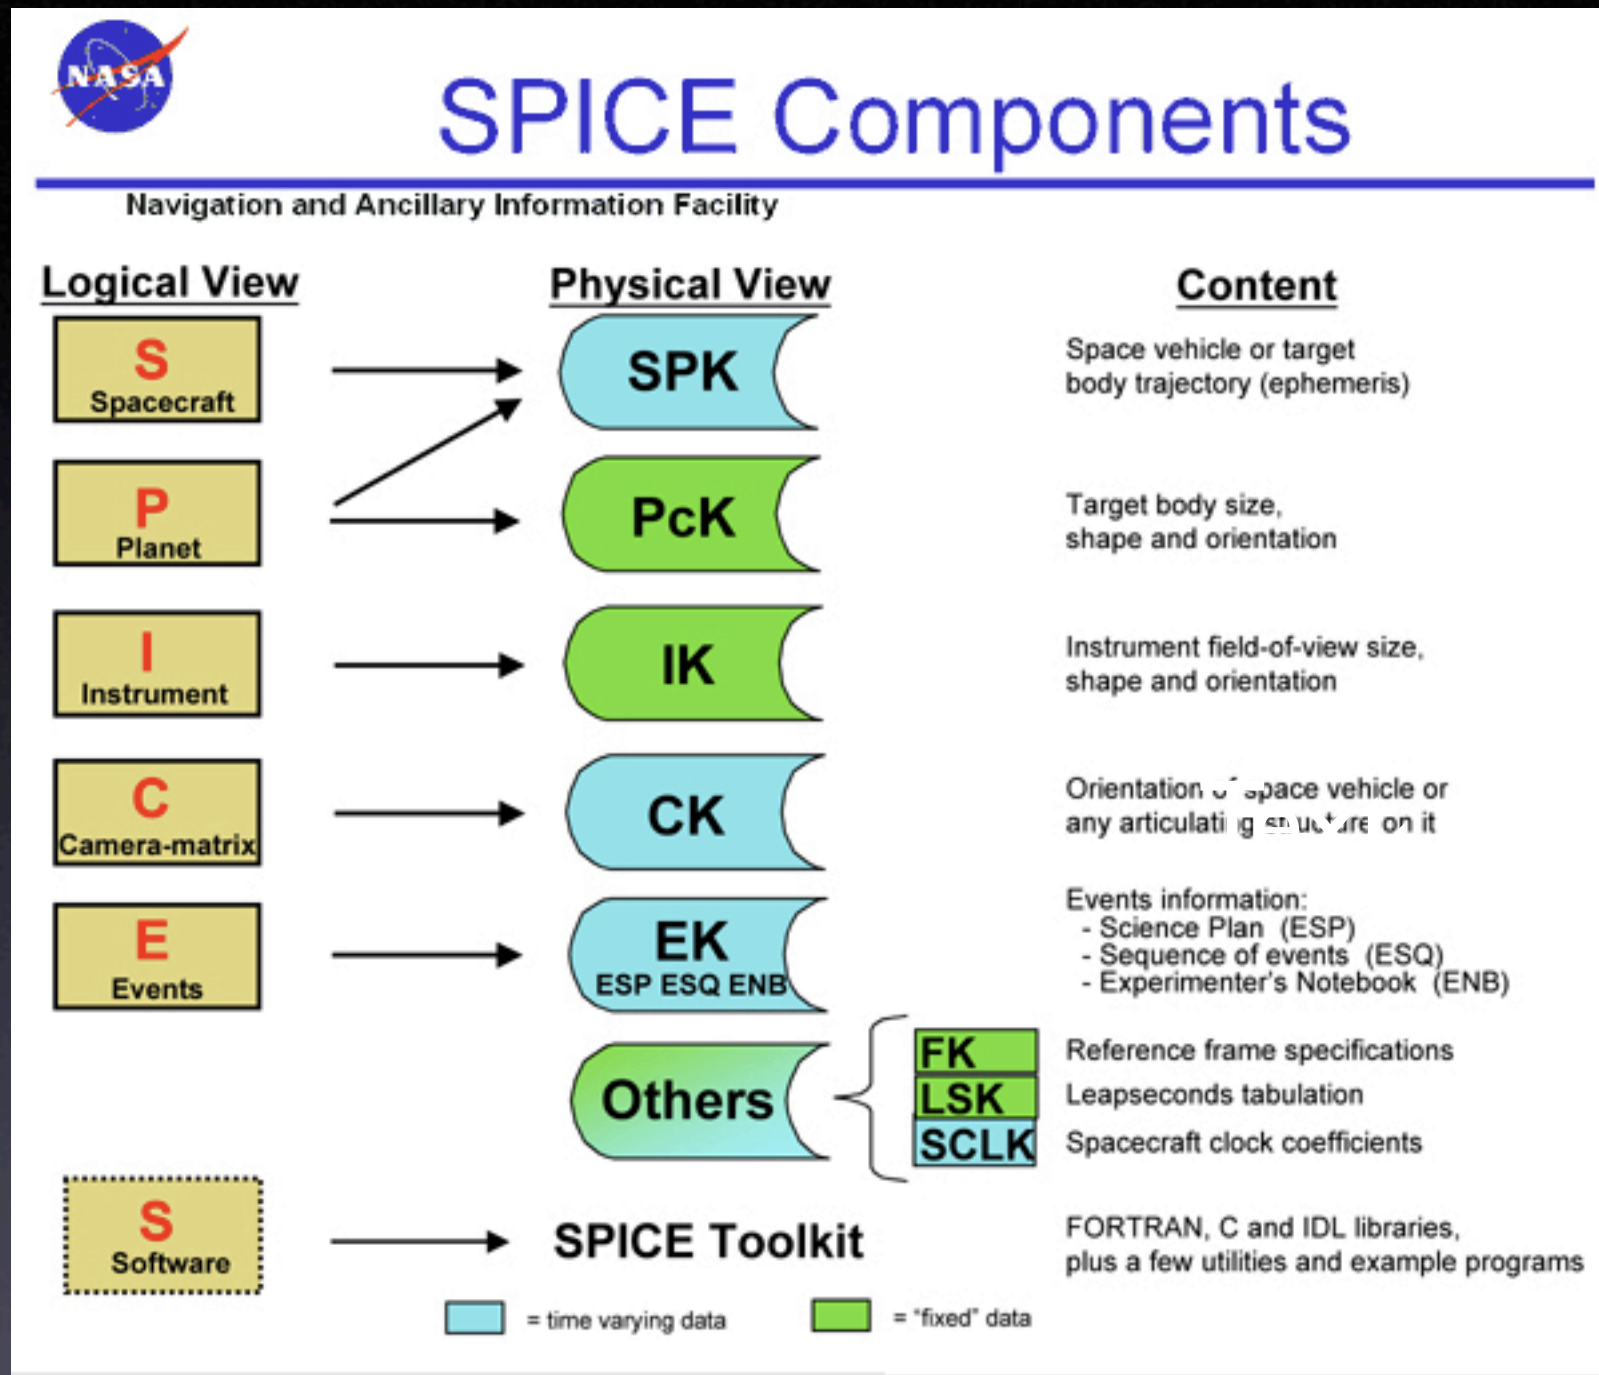 NASA
SPICE Components
Navigation and Ancillary Information Facility
Logical View
Physical View
Content
S
Spacecraft
SPK
Space vehicle or target
body trajectory (ephemeris)
P
Planet
PcK
Target body size,
shape and orientation
I
Instrument
IK
Instrument field-of-view size,
shape and orientation
C
Camera-matrix
CK
Orientation space vehicle or
any articulating structure on it
E
Events
EK
ESP ESQ ENB
Events information:
- Science Plan (ESP)
- Sequence of events (ESQ)
- Experimenter's Notebook (ENB)
Others
FK
Reference frame specifications
LSK
Leapseconds tabulation
SCLK
Spacecraft clock coefficients
S
Software
SPICE Toolkit
FORTRAN, C and IDL libraries,
plus a few utilities and example programs
= time varying data
= "fixed" data